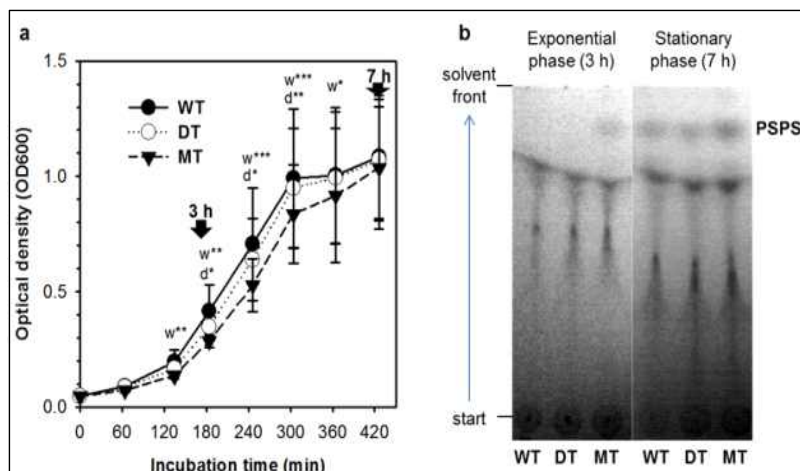 a
Optical density (OD600)
1.5
1.0
0.5
0.0
WT
DT
MT
w**
3 h
w**
d*
w***
d*
w***
d**
w*
7 h
0 60 120 180 240 300 360 420
Incubation time (min)
b
Exponential
phase (3 h)
Stationary
phase (7 h)
solvent
front
PSPS
start
WT DT MT WT DT MT